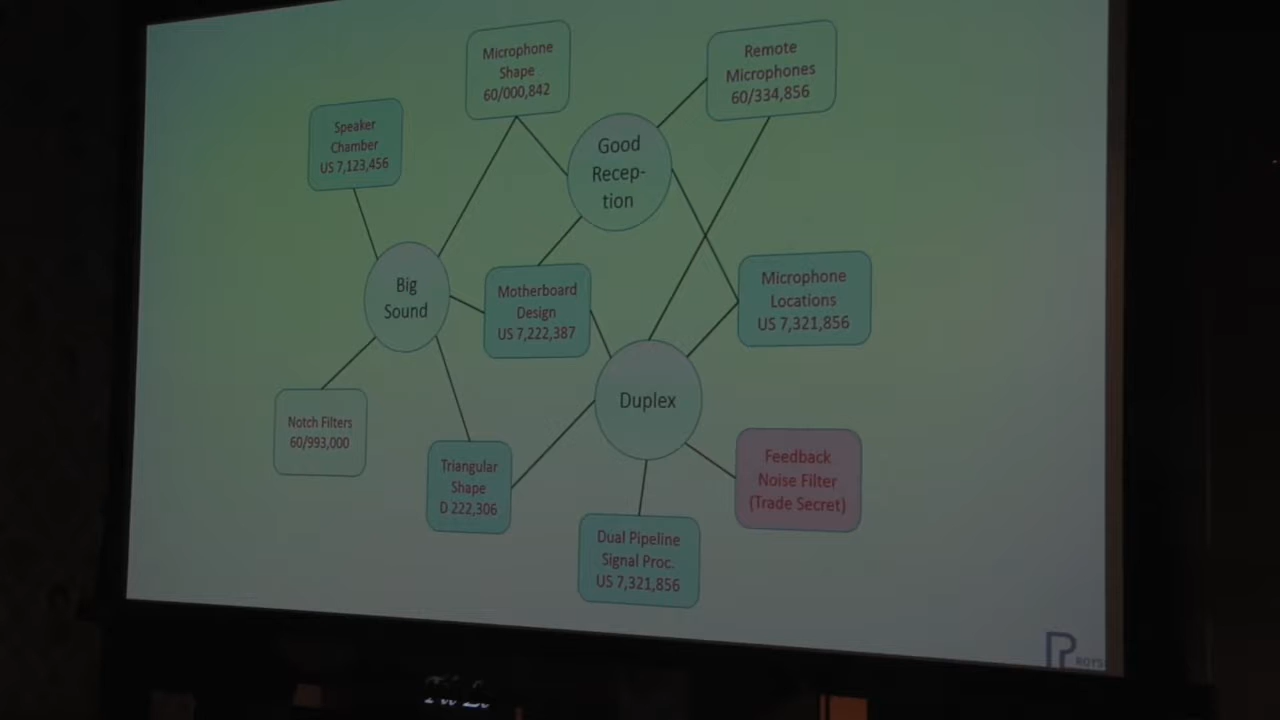 Microphone
Shape
60/000,842
Remote
Microphones
60/334,856
Speaker
Chamber
US 7,123,456
Good
Recep-
tion
Big
Sound
Motherboard
Design
US 7,222,387
Microphone
Locations
US 7,321,856
Duplex
Notch Filters
60/993,000
Triangular
Shape
D 222,306
Feedback
Noise Filter
(Trade Secret)
Dual Pipeline
Signal Proc.
US 7,321,856